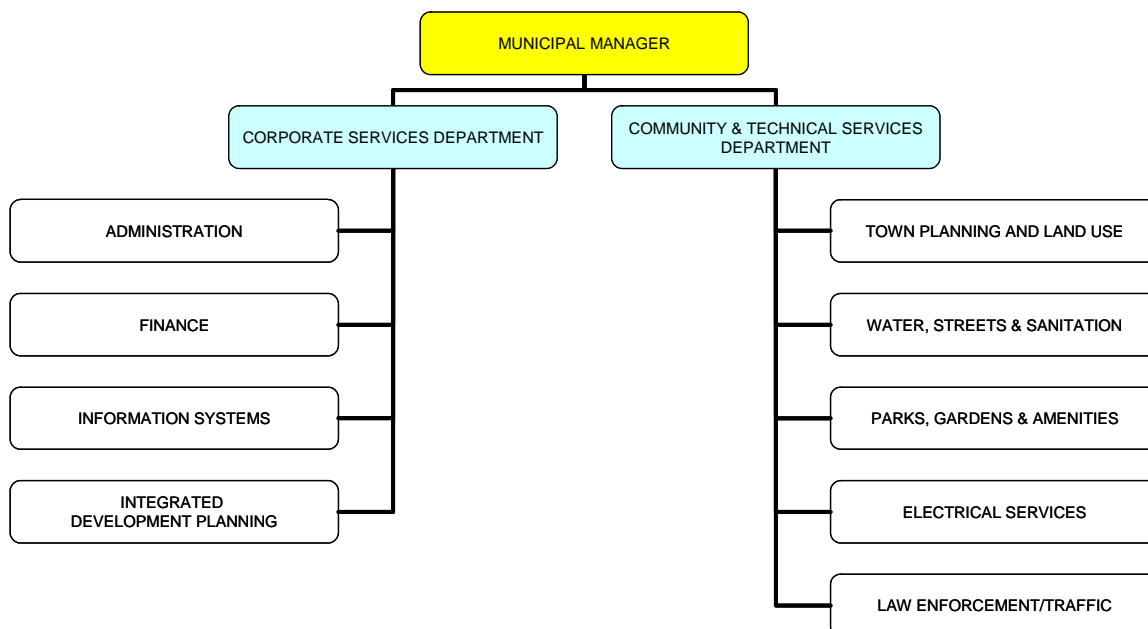 MUNICIPAL MANAGER
CORPORATE SERVICES DEPARTMENT
COMMUNITY & TECHNICAL SERVICES
DEPARTMENT
ADMINISTRATION
FINANCE
INFORMATION SYSTEMS
INTEGRATED
DEVELOPMENT PLANNING
TOWN PLANNING AND LAND USE
WATER, STREETS & SANITATION
PARKS, GARDENS & AMENITIES
ELECTRICAL SERVICES
LAW ENFORCEMENT/TRAFFIC